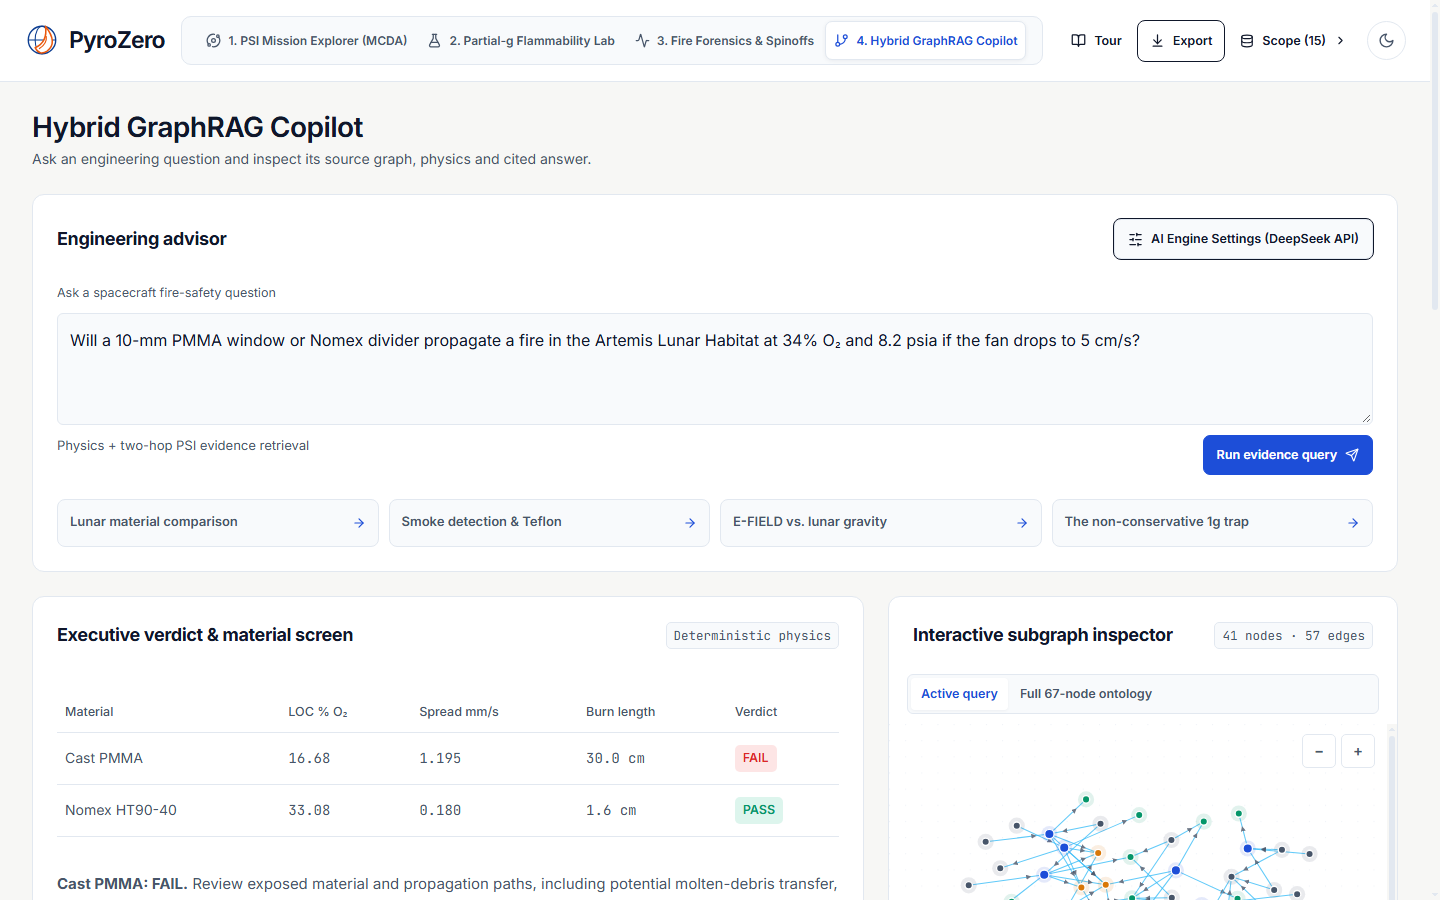 PyroZero
1. PSI Mission Explorer (MCDA)
2. Partial-g Flammability Lab
3. Fire Forensics & Spinoffs
4. Hybrid GraphRAG Copilot
Tour
Export
Scope (15)
Hybrid GraphRAG Copilot
Ask an engineering question and inspect its source graph, physics and cited answer.
Engineering advisor
AI Engine Settings (DeepSeek API)
Ask a spacecraft fire-safety question
Will a 10-mm PMMA window or Nomex divider propagate a fire in the Artemis Lunar Habitat at 34% O₂ and 8.2 psia if the fan drops to 5 cm/s?
Physics + two-hop PSI evidence retrieval
Run evidence query
Lunar material comparison
Smoke detection & Teflon
E-FIELD vs. lunar gravity
The non-conservative 1g trap
Executive verdict & material screen
Deterministic physics
Material LOC % O₂ Spread mm/s Burn length Verdict
Cast PMMA 16.68 1.195 30.0 cm FAIL
Nomex HT90-40 33.08 0.180 1.6 cm PASS
Cast PMMA: FAIL. Review exposed material and propagation paths, including potential molten-debris transfer,
Interactive subgraph inspector
41 nodes · 57 edges
Active query
Full 67-node ontology
−
+